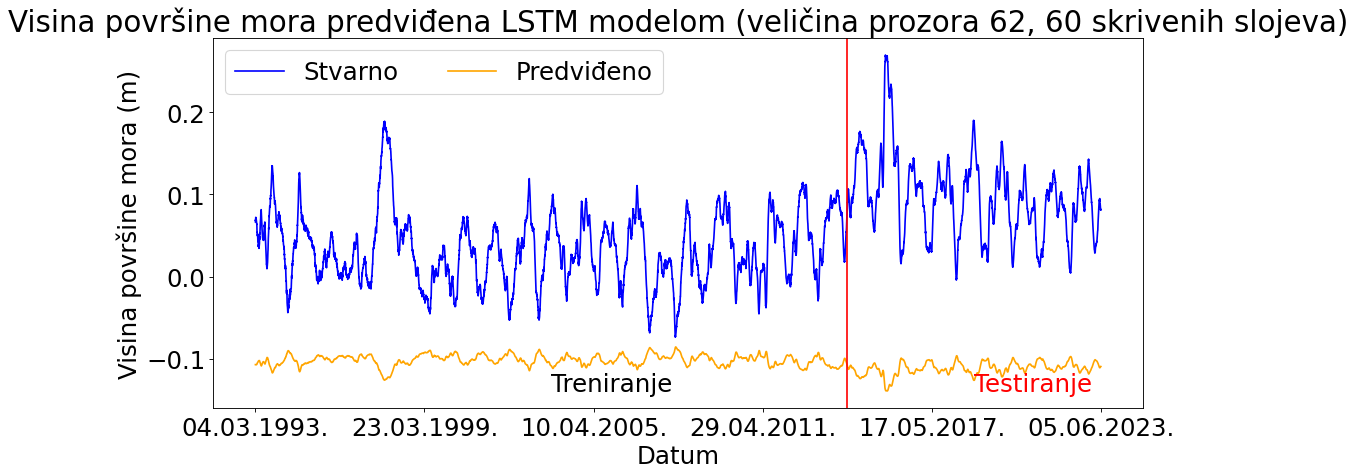 Visina površine mora predviđena LSTM modelom (veličina prozora 62, 60 skrivenih slojeva)
Stvarno
Predviđeno
Visina površine mora (m)
0.2
0.1
0.0
−0.1
Treniranje
Testiranje
04.03.1993.
23.03.1999.
10.04.2005.
29.04.2011.
17.05.2017.
05.06.2023.
Datum